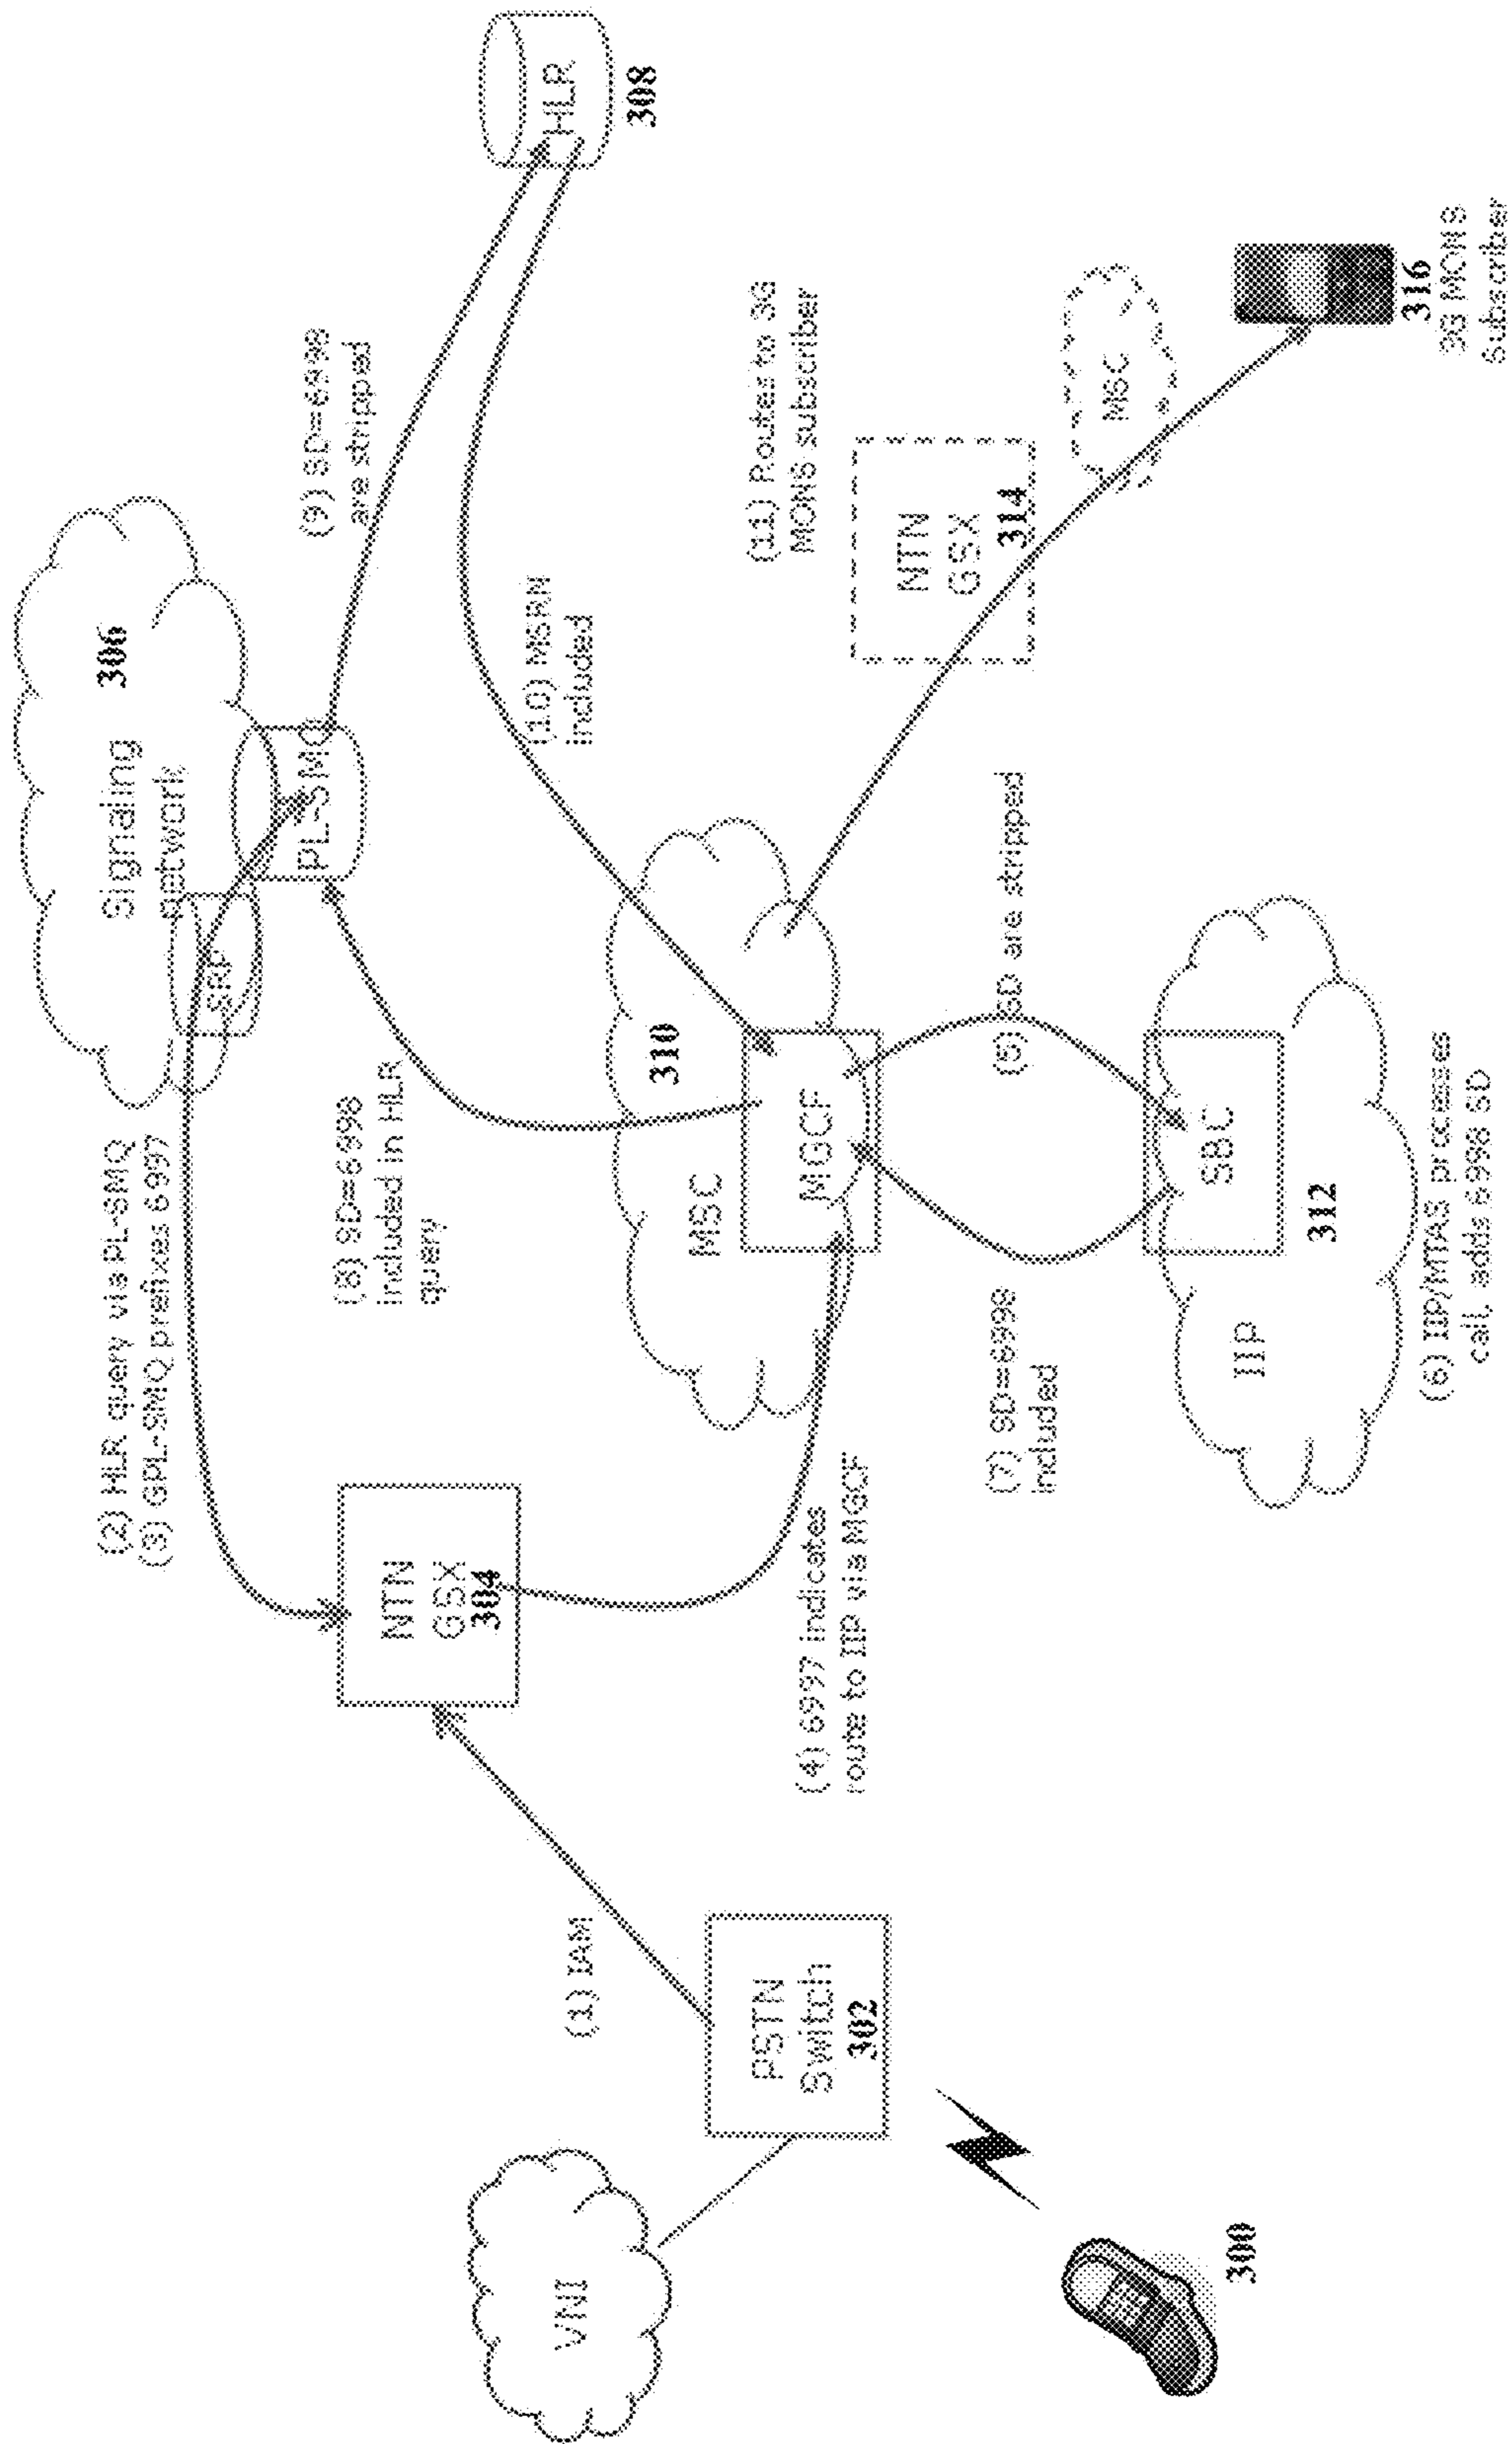 VNI
300
PSTN
Switch
302
(1) IAM
NTN
GSX
304
(2) HLR query via PL-SMQ
(3) GPL-SMQ prefixes 6997
Signaling
network
306
SRP
PL-SMQ
(4) 6997 indicates
route to IIP via MGCF
MSC
310
MGCF
(5) SD are stripped
SBC
IIP
312
(6) IIP/MTAS processes
call, adds 6998 SD
(7) SD=6998
included
(8) SD=6998
included in HLR
query
(9) SD=6998
are stripped
HLR
308
(10) MSRN
included
(11) Routes to 3G
MONS subscriber
NTN
GSX
314
MSC
316
3G MONS
Subscriber